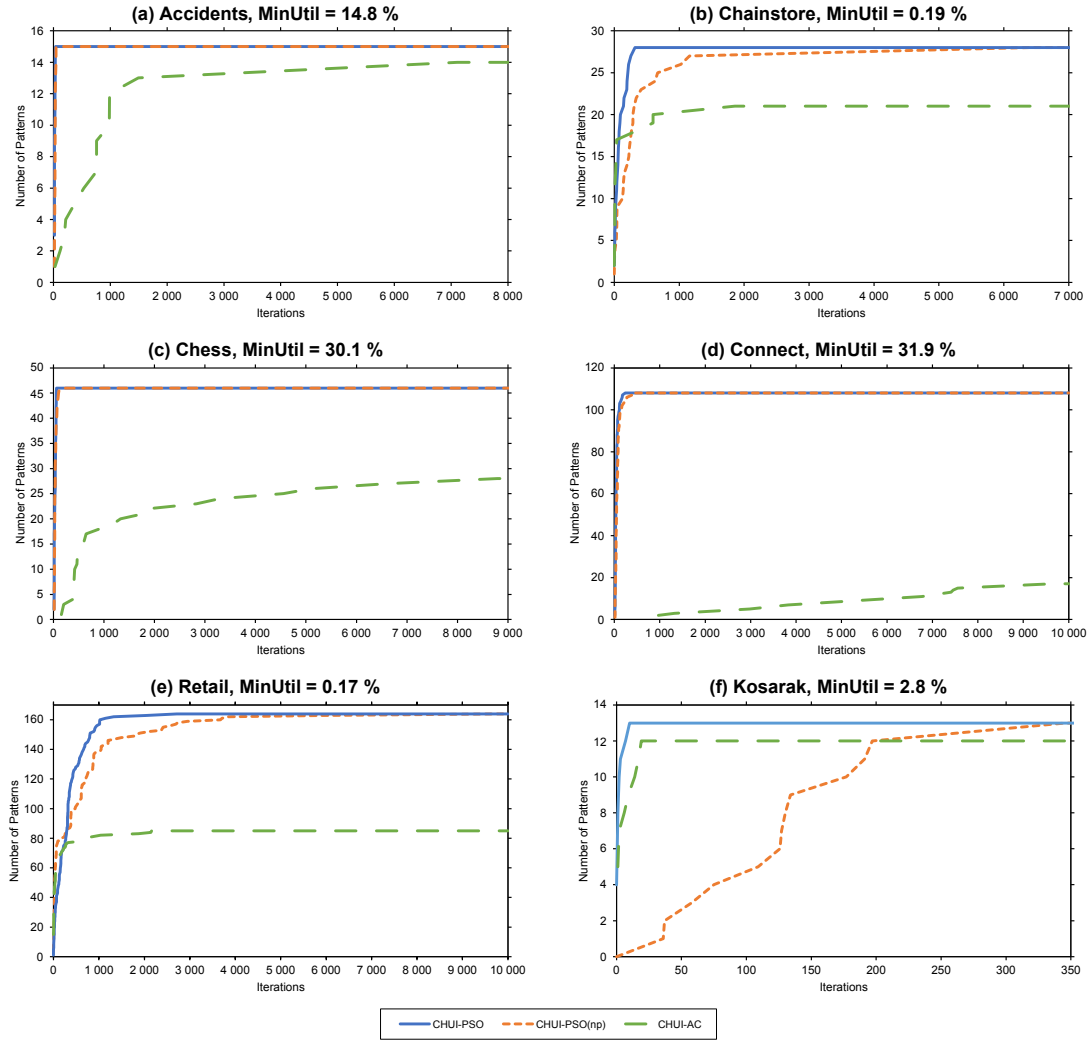 (a) Accidents, MinUtil = 14.8 %
Number of Patterns
16
14
12
10
8
6
4
2
0
0 1 000 2 000 3 000 4 000 5 000 6 000 7 000 8 000
Iterations
(b) Chainstore, MinUtil = 0.19 %
Number of Patterns
30
25
20
15
10
5
0
0 1 000 2 000 3 000 4 000 5 000 6 000 7 000
Iterations
(c) Chess, MinUtil = 30.1 %
Number of Patterns
50
45
40
35
30
25
20
15
10
5
0
0 1 000 2 000 3 000 4 000 5 000 6 000 7 000 8 000 9 000
Iterations
(d) Connect, MinUtil = 31.9 %
Number of Patterns
120
100
80
60
40
20
0
0 1 000 2 000 3 000 4 000 5 000 6 000 7 000 8 000 9 000 10 000
Iterations
(e) Retail, MinUtil = 0.17 %
Number of Patterns
160
140
120
100
80
60
40
20
0
0 1 000 2 000 3 000 4 000 5 000 6 000 7 000 8 000 9 000 10 000
Iterations
(f) Kosarak, MinUtil = 2.8 %
Number of Patterns
14
12
10
8
6
4
2
0
0 50 100 150 200 250 300 350
Iterations
CHUI-PSO CHUI-PSO(np) CHUI-AC